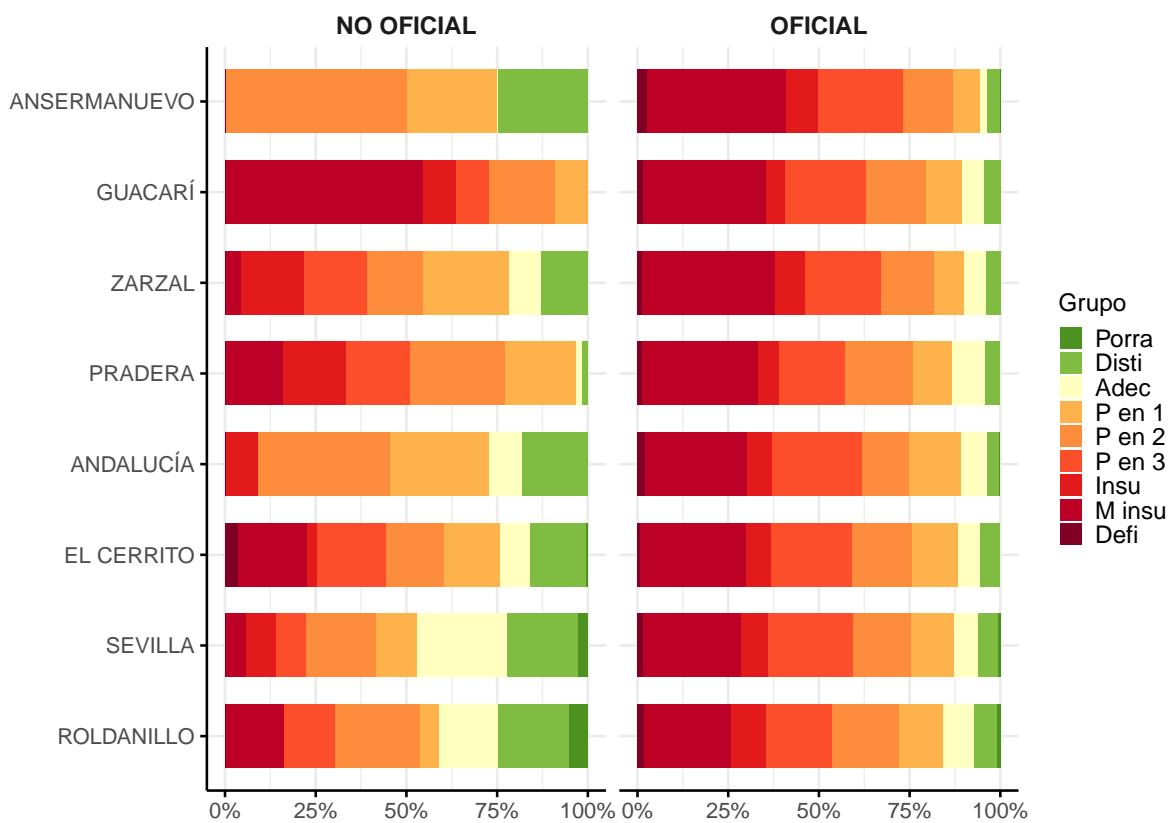 NO OFICIAL
OFICIAL
ANSERMANUEVO
GUACARÍ
ZARZAL
PRADERA
ANDALUCÍA
EL CERRITO
SEVILLA
ROLDANILLO
0%
25%
50%
75%
100%
0%
25%
50%
75%
100%
Grupo
Porra
Disti
Adec
P en 1
P en 2
P en 3
Insu
M insu
Defi